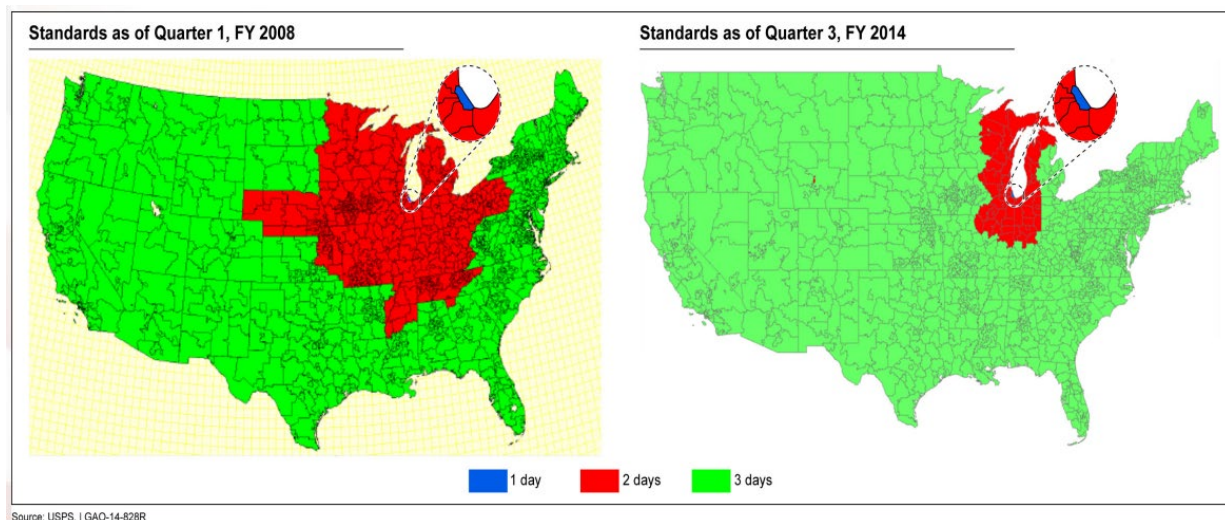 Standards as of Quarter 1, FY 2008
Standards as of Quarter 3, FY 2014
1 day
2 days
3 days
Source: USPS. | GAO-14-828R